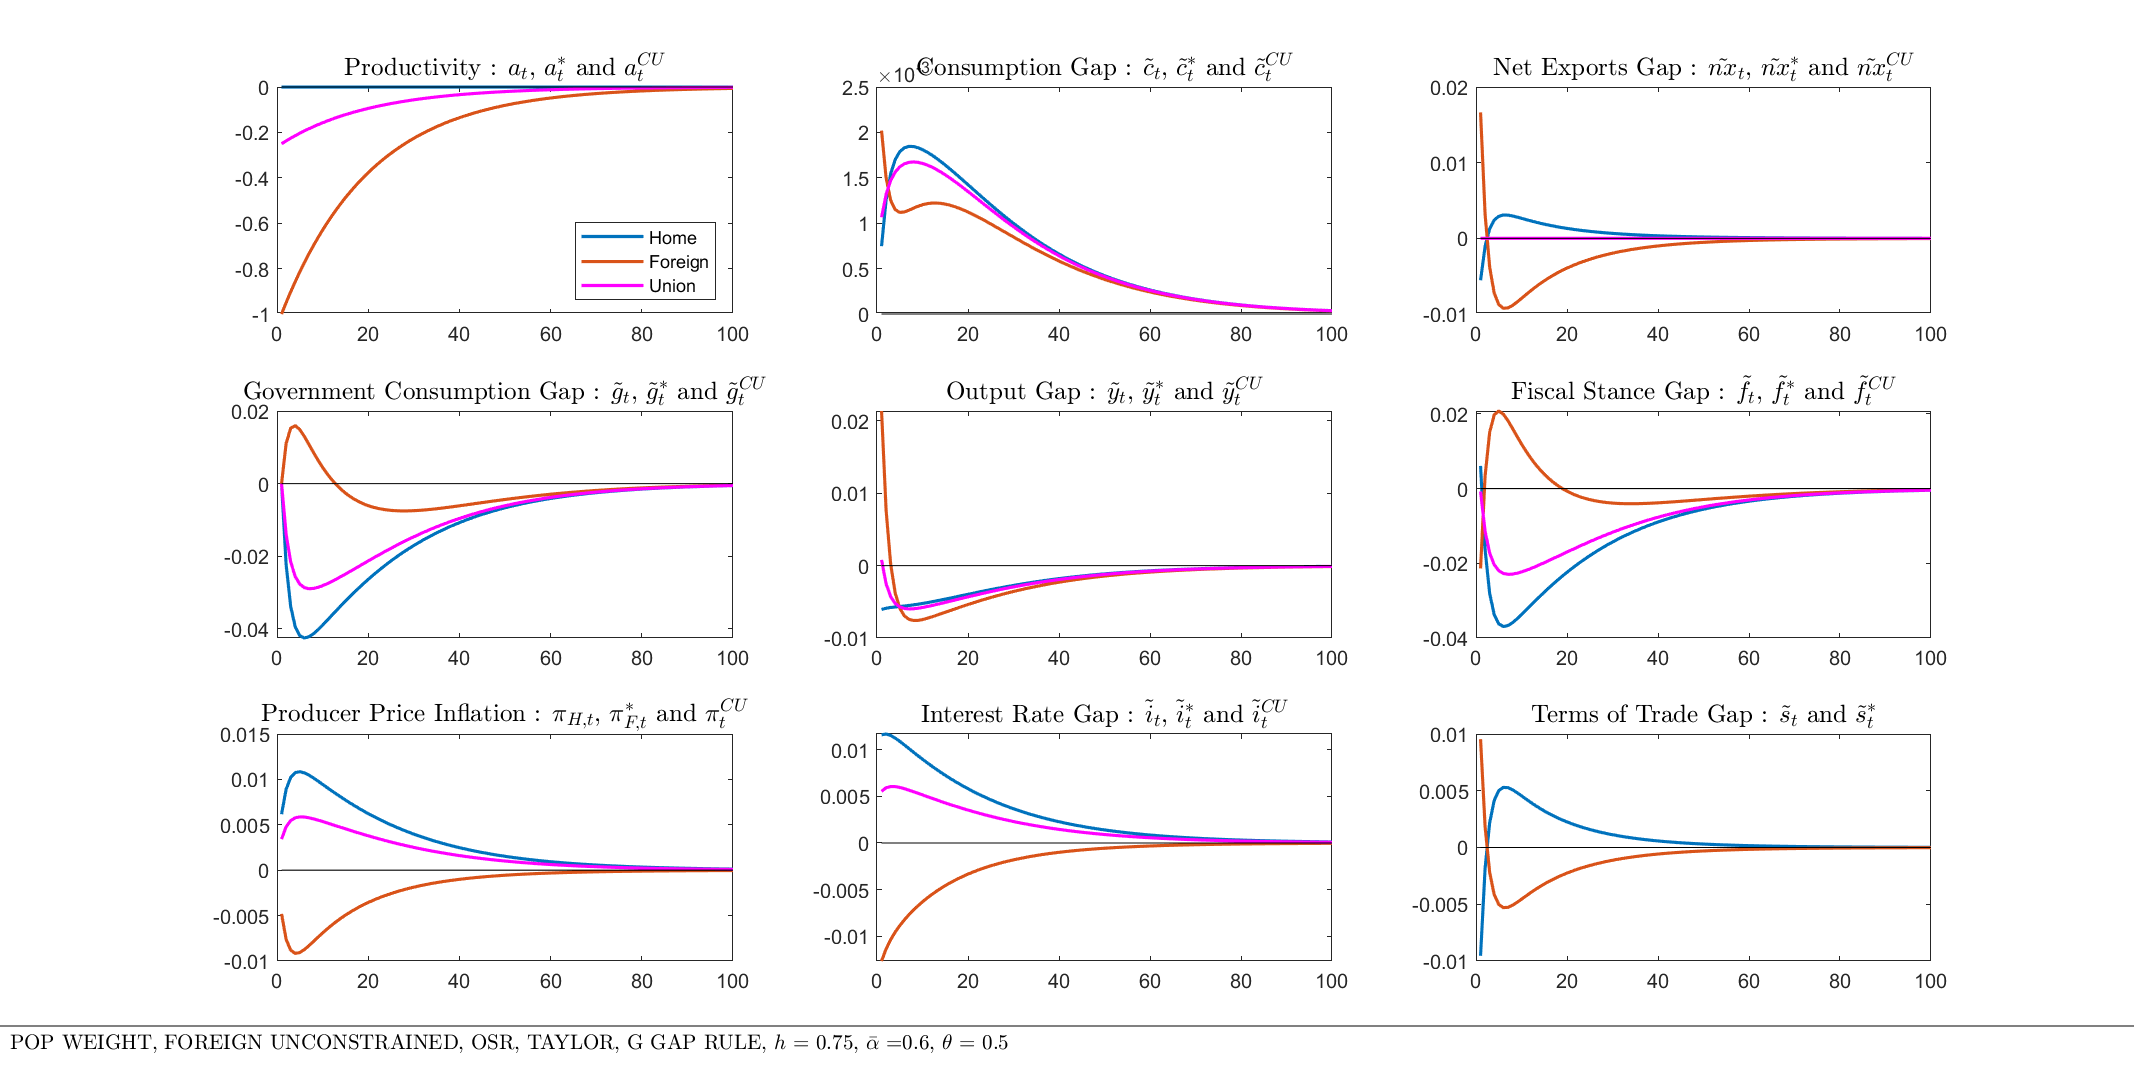 Productivity : a_t, a_t^* and a_t^{CU}
0
-0.2
-0.4
-0.6
-0.8
-1
0 20 40 60 80 100
Home
Foreign
Union
Consumption Gap : c̃_t, c̃_t^* and c̃_t^{CU}
2.5
2
1.5
1
0.5
0
0 20 40 60 80 100
Net Exports Gap : ñx_t, ñx_t^* and ñx_t^{CU}
0.02
0.01
0
-0.01
0 20 40 60 80 100
Government Consumption Gap : g̃_t, g̃_t^* and g̃_t^{CU}
0.02
0
-0.02
-0.04
0 20 40 60 80 100
Output Gap : ỹ_t, ỹ_t^* and ỹ_t^{CU}
0.02
0.01
0
-0.01
0 20 40 60 80 100
Fiscal Stance Gap : f̃_t, f̃_t^* and f̃_t^{CU}
0.02
0
-0.02
-0.04
0 20 40 60 80 100
Producer Price Inflation : π_{H,t}, π_{F,t}^* and π_t^{CU}
0.015
0.01
0.005
0
-0.005
-0.01
0 20 40 60 80 100
Interest Rate Gap : ĩ_t, ĩ_t^* and ĩ_t^{CU}
0.01
0.005
0
-0.005
-0.01
0 20 40 60 80 100
Terms of Trade Gap : s̃_t and s̃_t^*
0.01
0.005
0
-0.005
-0.01
0 20 40 60 80 100
POP WEIGHT, FOREIGN UNCONSTRAINED, OSR, TAYLOR, G GAP RULE, h = 0.75, ᾱ =0.6, θ = 0.5